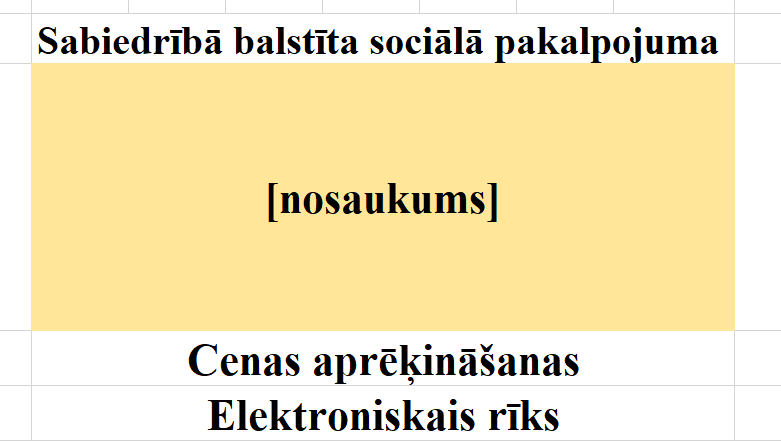 Sabiedrībā balstīta sociālā pakalpojuma
[nosaukums]
Cenas aprēķināšanas
Elektroniskais rīks